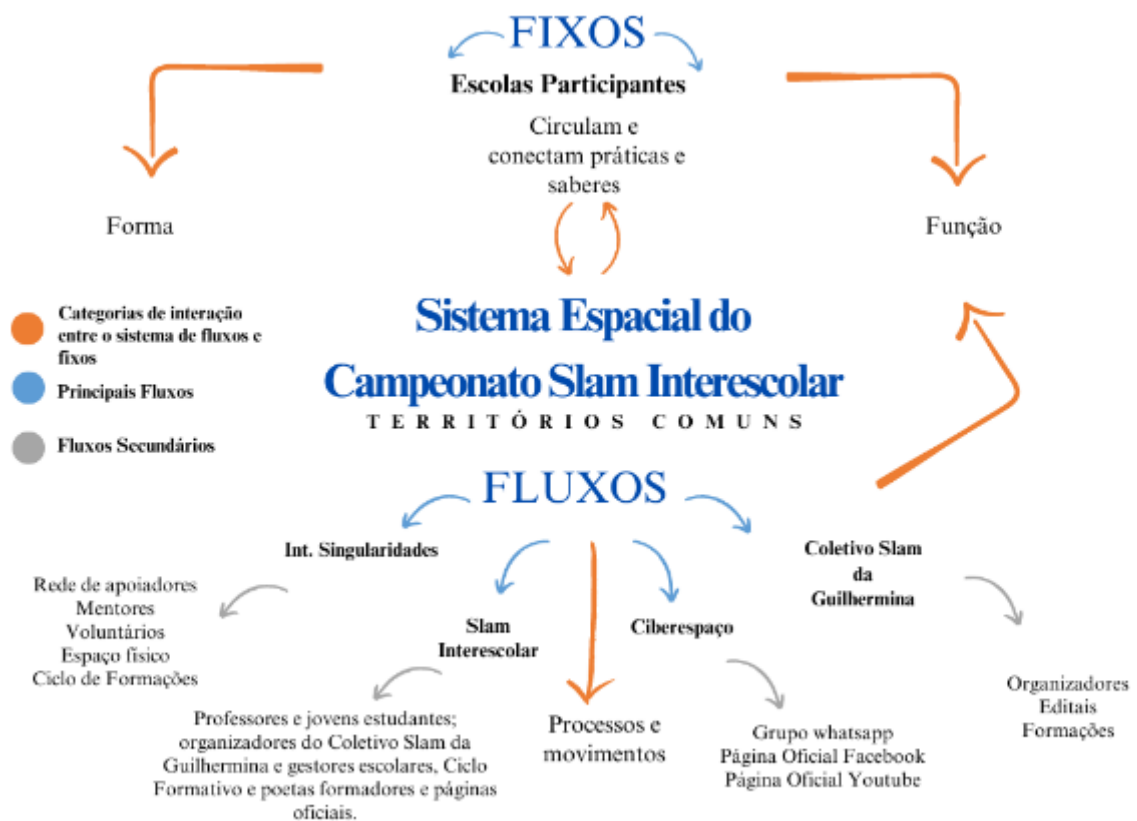 FIXOS
Escolas Participantes
Circulam e
conectam práticas e
saberes
Forma
Função
Categorias de interação
entre o sistema de fluxos e
fixos
Principais Fluxos
Fluxos Secundários
Sistema Espacial do
Campeonato Slam Interescolar
TERRITÓRIOS COMUNS
FLUXOS
Int. Singularidades
Rede de apoiadores
Mentores
Voluntários
Espaço físico
Ciclo de Formações
Slam
Interescolar
Professores e jovens estudantes;
organizadores do Coletivo Slam da
Guilhermina e gestores escolares, Ciclo
Formativo e poetas formadores e páginas
oficiais.
Processos e
movimentos
Ciberespaço
Grupo whatsapp
Página Oficial Facebook
Página Oficial Youtube
Coletivo Slam
da
Guilhermina
Organizadores
Editais
Formações